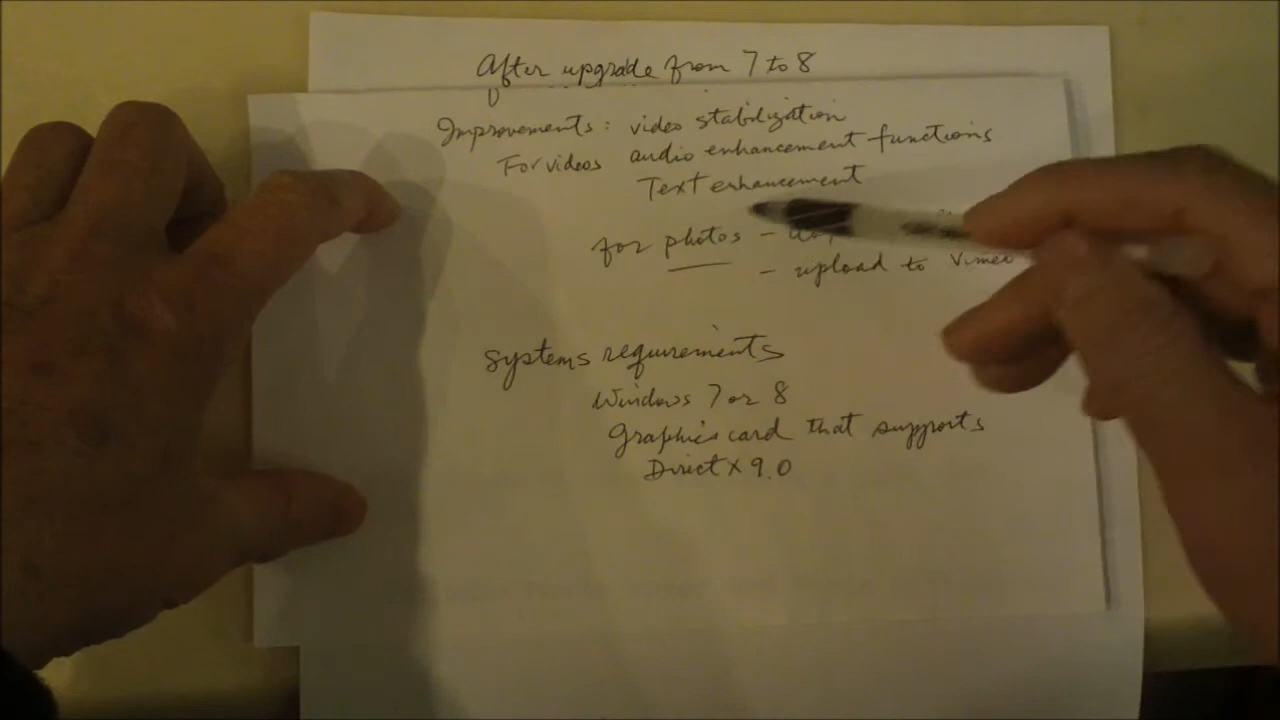 After upgrade from 7 to 8
Improvements: video stabilization
For videos audio enhancement functions
Text enhancement
for photos -
- upload to Vimeo
Systems requirements
Windows 7 or 8
Graphics card that supports
Direct X 9.0